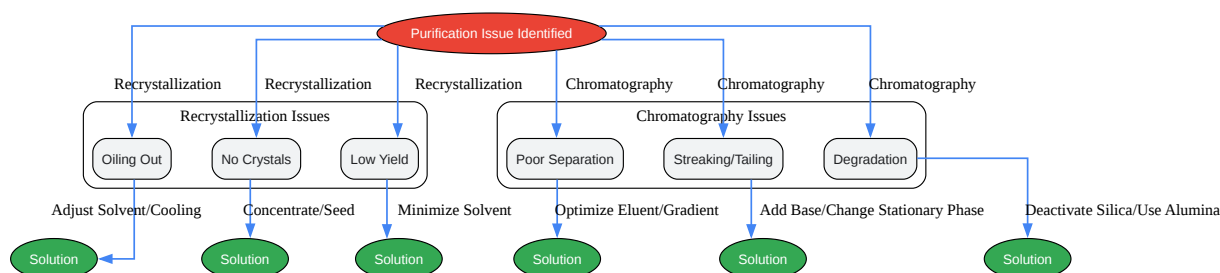 Purification Issue Identified
Recrystallization
Recrystallization
Recrystallization
Chromatography
Chromatography
Chromatography
Recrystallization Issues
Chromatography Issues
Oiling Out
No Crystals
Low Yield
Poor Separation
Streaking/Tailing
Degradation
Adjust Solvent/Cooling
Concentrate/Seed
Minimize Solvent
Optimize Eluent/Gradient
Add Base/Change Stationary Phase
Deactivate Silica/Use Alumina
Solution
Solution
Solution
Solution
Solution
Solution